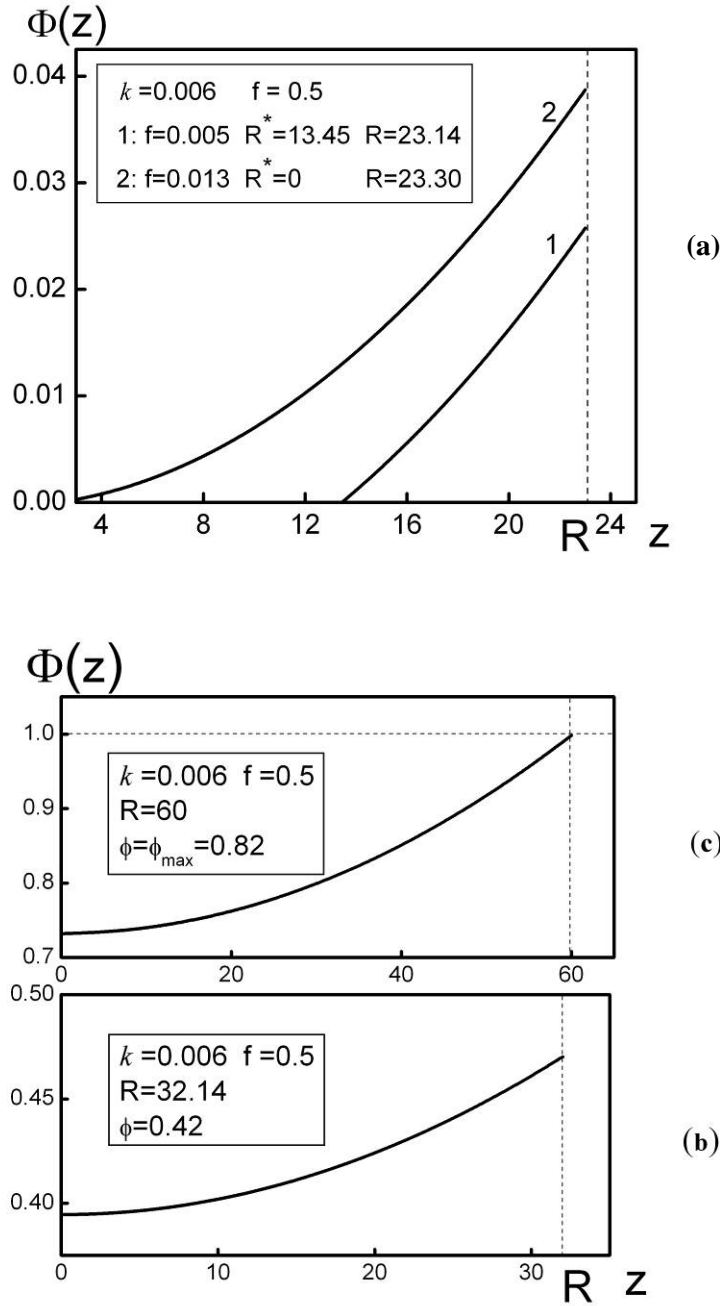 Φ(z)
0.04
0.03
0.02
0.01
0.00
k =0.006 f = 0.5
1: f=0.005 R*=13.45 R=23.14
2: f=0.013 R*=0 R=23.30
2
1
(a)
4 8 12 16 20 24
R z
Φ(z)
1.0
0.9
0.8
0.7
k =0.006 f =0.5
R=60
ϕ=ϕmax=0.82
(c)
0 20 40 60
0.50
0.45
0.40
k =0.006 f =0.5
R=32.14
ϕ=0.42
(b)
0 10 20 30
R z